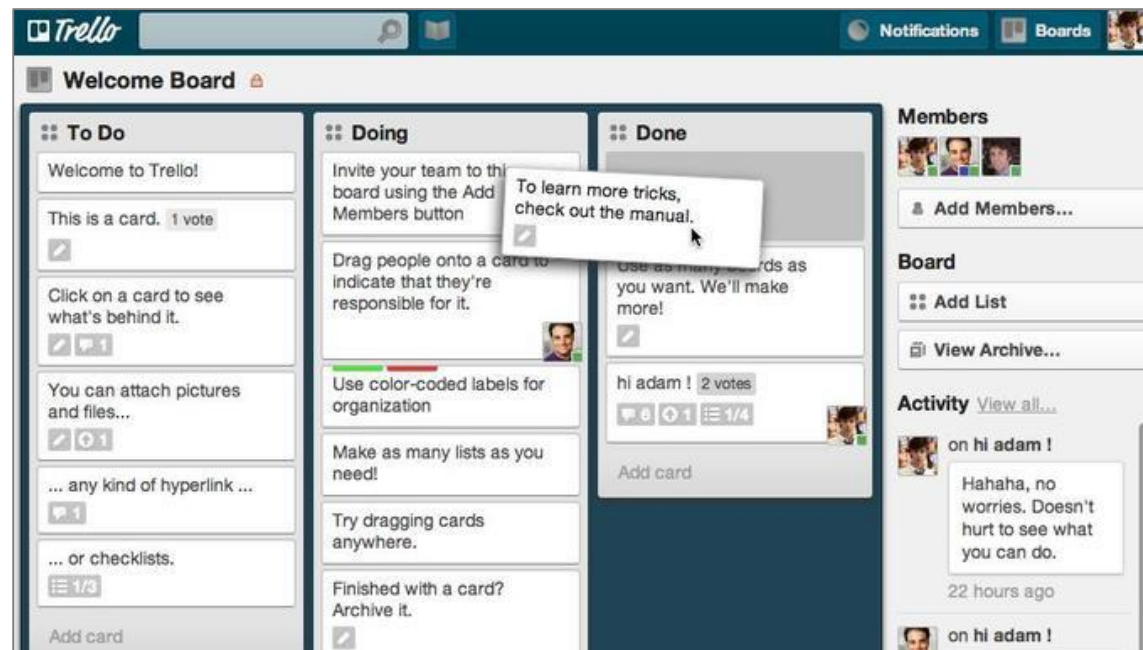 Trello
Notifications
Boards
Welcome Board
To Do
Welcome to Trello!
This is a card. 1 vote
Click on a card to see
what's behind it.
1
You can attach pictures
and files...
1
... any kind of hyperlink ...
1
... or checklists.
1/3
Add card
Doing
Invite your team to this
board using the Add
Members button
Drag people onto a card to
indicate that they're
responsible for it.
Use color-coded labels for
organization
Make as many lists as you
need!
Try dragging cards
anywhere.
Finished with a card?
Archive it.
To learn more tricks,
check out the manual.
Done
Use as many boards as
you want. We'll make
more!
hi adam ! 2 votes
6 1 1/4
Add card
Members
Add Members...
Board
Add List
View Archive...
Activity View all...
on hi adam !
Hahaha, no
worries. Doesn't
hurt to see what
you can do.
22 hours ago
on hi adam !